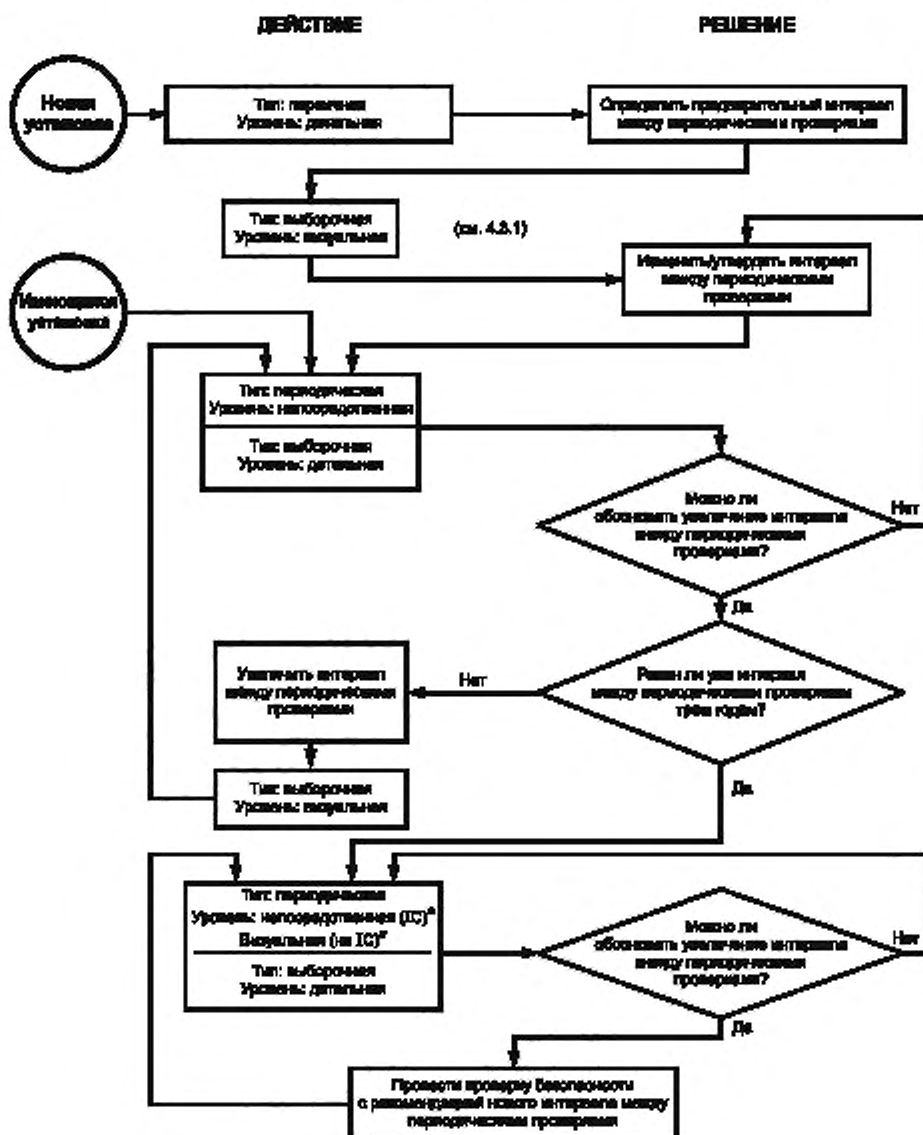 ДЕЙСТВИЕ
РЕШЕНИЕ
Новая
установка
Тип: первичная
Уровень: детальная
Определить предварительный интервал
между периодическими проверками
Тип: выборочная
Уровень: визуальная
(см. 4.3.1)
Изменить/утвердить интервал
между периодическими
проверками
Имеющаяся
установка
Тип: периодическая
Уровень: непосредственная
Тип: выборочная
Уровень: детальная
Можно ли
обосновать увеличение интервала
между периодическими
проверками?
Нет
Да
Увеличить интервал
между периодическими
проверками
Нет
Равен ли уже интервал
между периодическими проверками
трем годам?
Тип: выборочная
Уровень: визуальная
Да
Тип: периодическая
Уровень: непосредственная (IC)*
Визуальная (не IC)*
Тип: выборочная
Уровень: детальная
Можно ли
обосновать увеличение интервала
между периодическими
проверками?
Нет
Да
Провести проверку безопасности
с рекомендацией нового интервала между
периодическими проверками